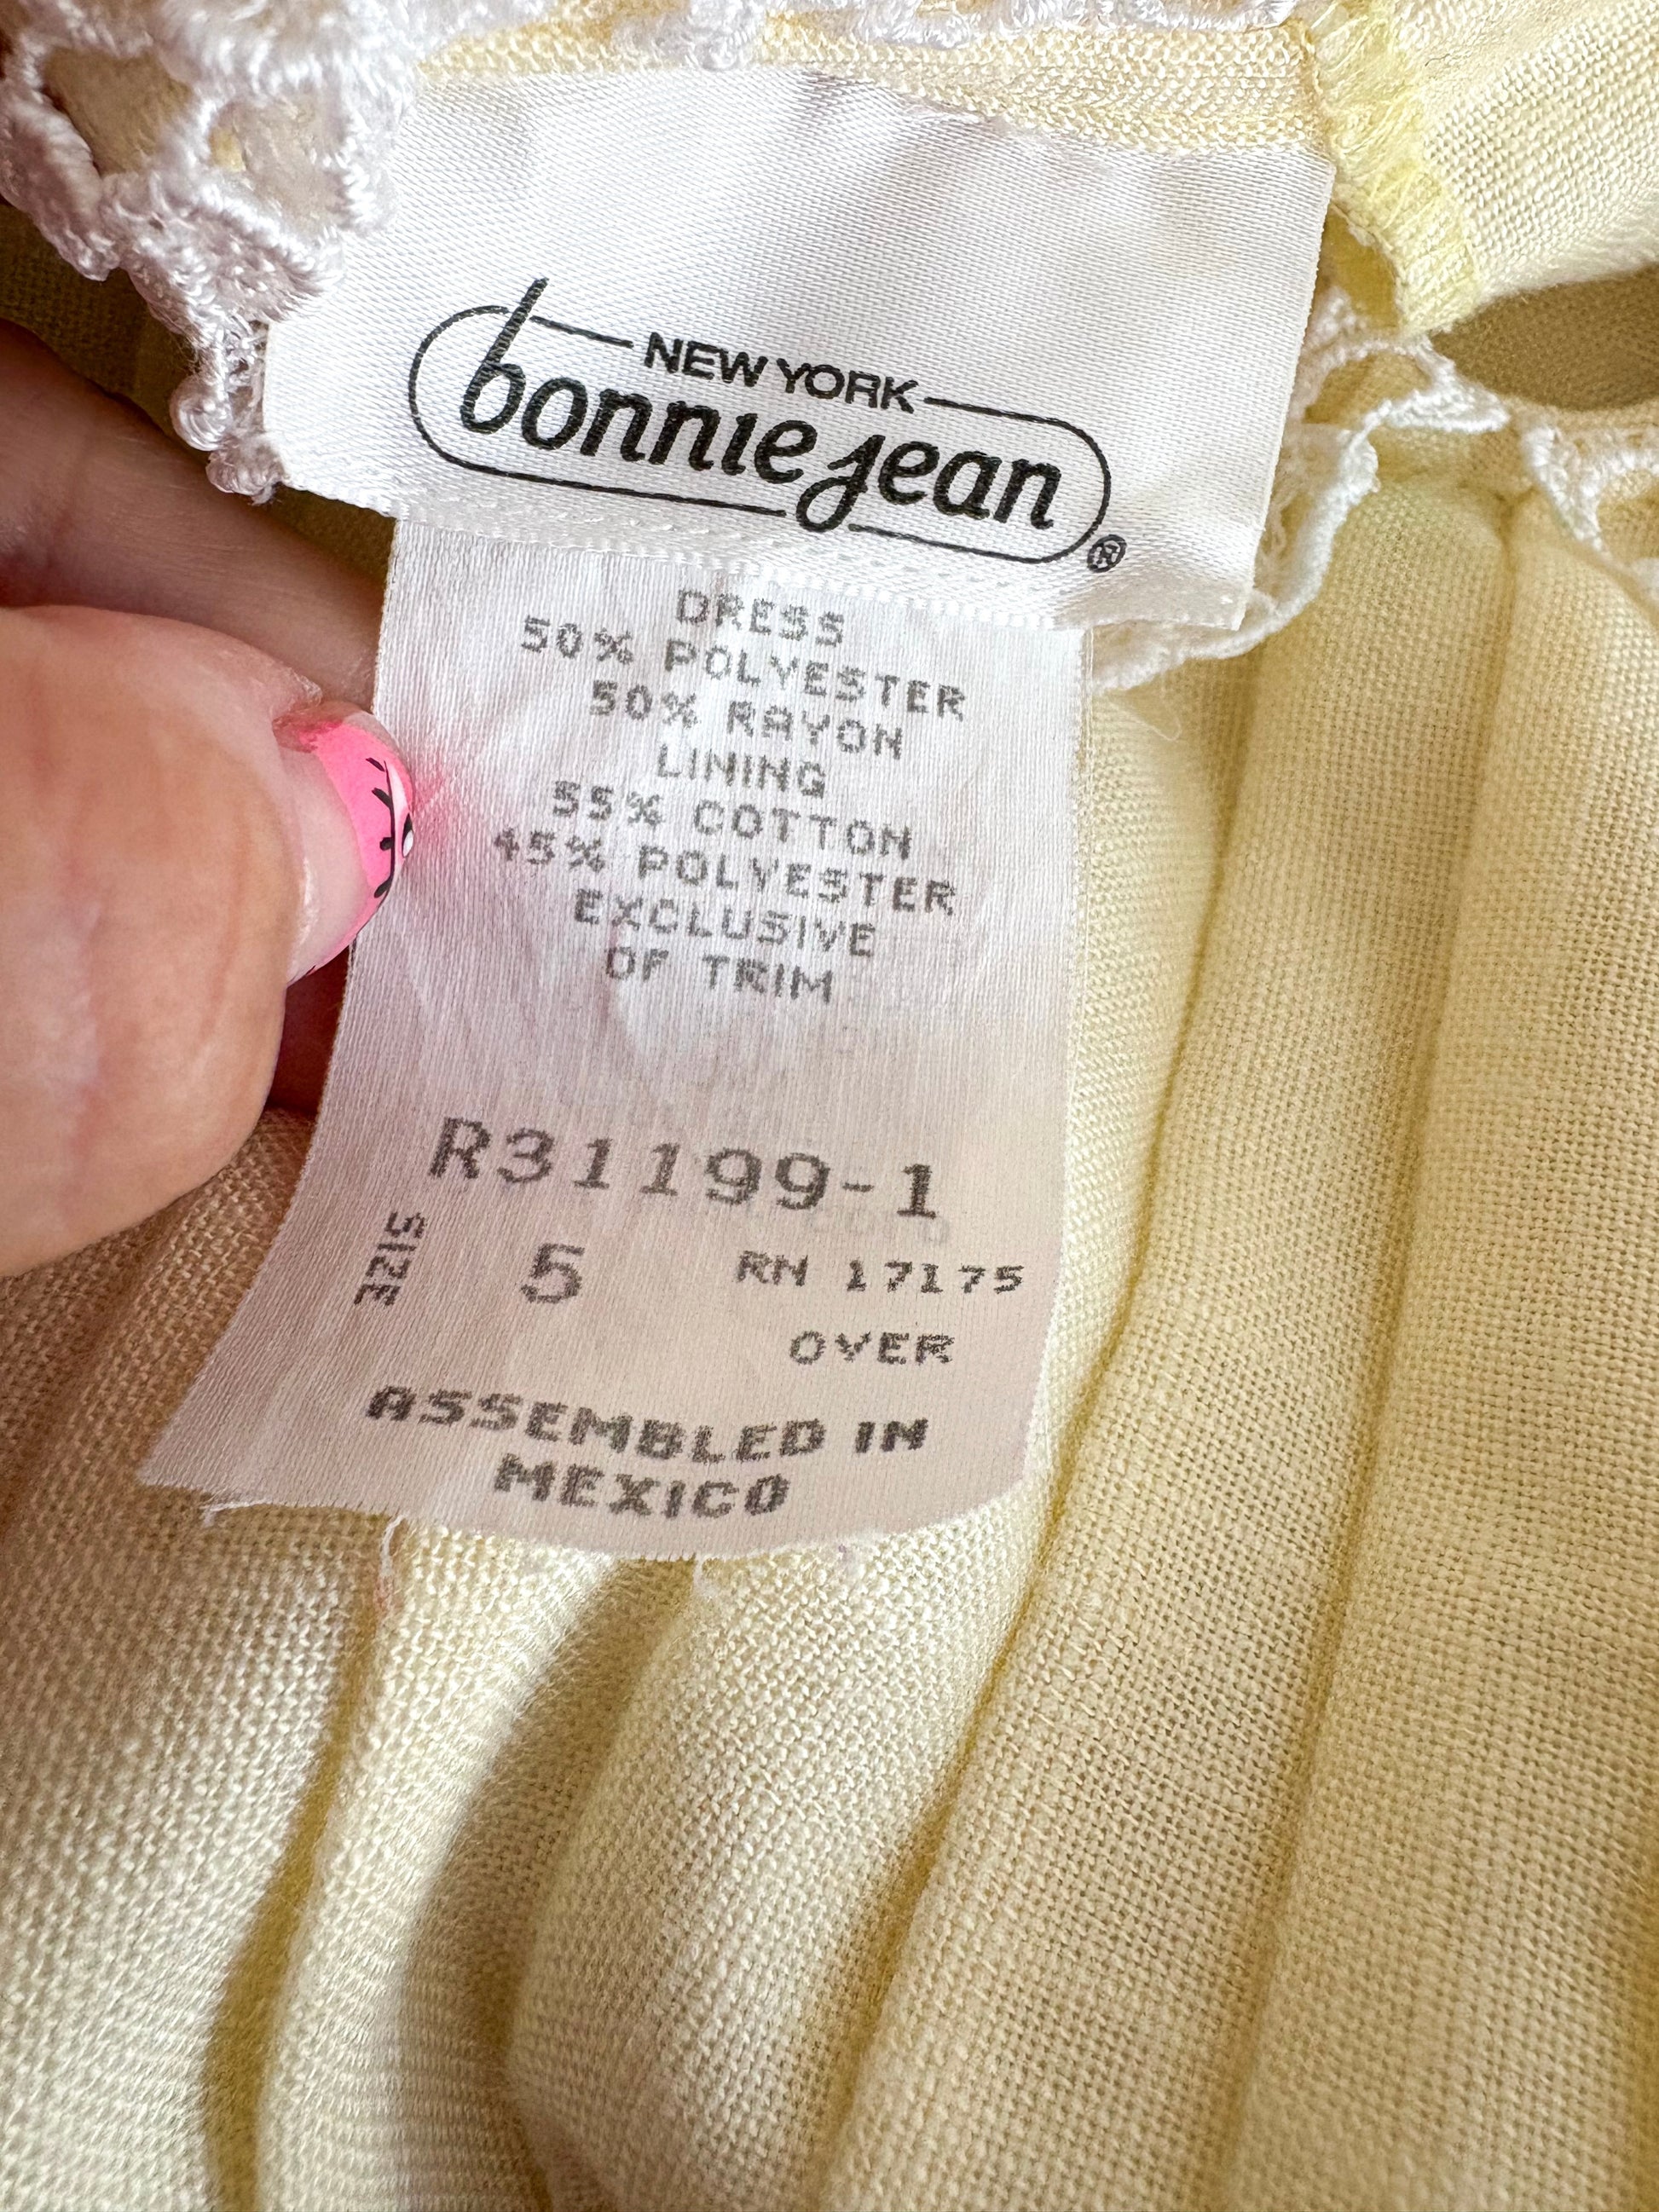 NEW YORK
bonnie jean ®
DRESS
50% POLYESTER
50% RAYON
LINING
55% COTTON
45% POLYESTER
EXCLUSIVE
OF TRIM
R31199-1
SIZE 5 RN 17175
OVER
ASSEMBLED IN
MEXICO